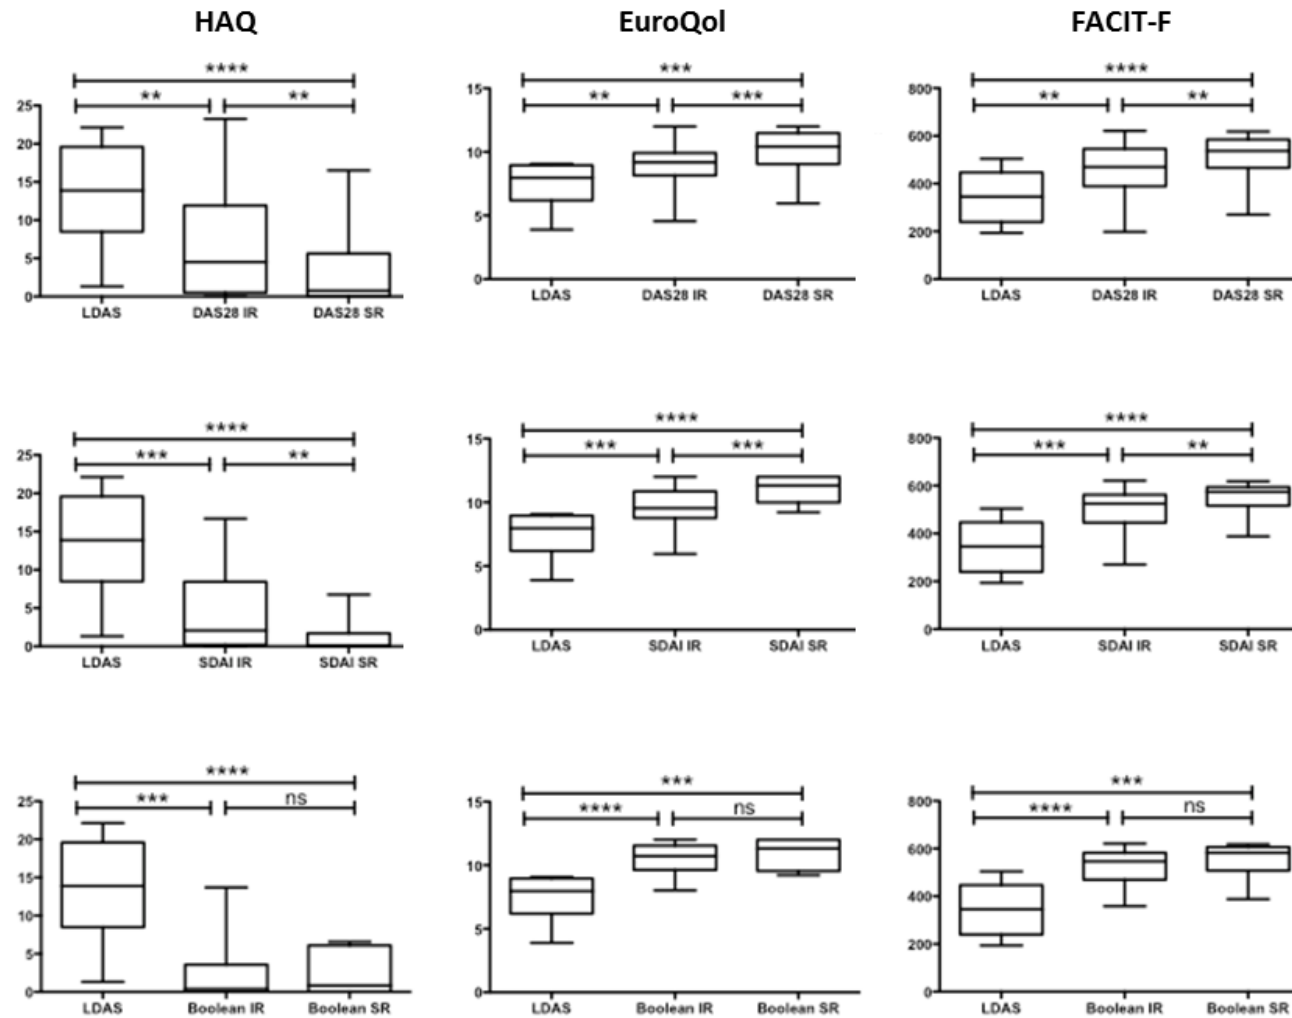 HAQ EuroQol FACIT-F
**** *** ****
** ** ** *** ** **
25 20 15 10 5 0
15 10 5 0
800 600 400 200 0
LDAS DAS28 IR DAS28 SR
LDAS DAS28 IR DAS28 SR
LDAS DAS28 IR DAS28 SR
**** **** ****
*** ** *** *** *** **
25 20 15 10 5 0
15 10 5 0
800 600 400 200 0
LDAS SDAI IR SDAI SR
LDAS SDAI IR SDAI SR
LDAS SDAI IR SDAI SR
**** *** ***
*** ns **** ns **** ns
25 20 15 10 5 0
15 10 5 0
800 600 400 200 0
LDAS Boolean IR Boolean SR
LDAS Boolean IR Boolean SR
LDAS Boolean IR Boolean SR